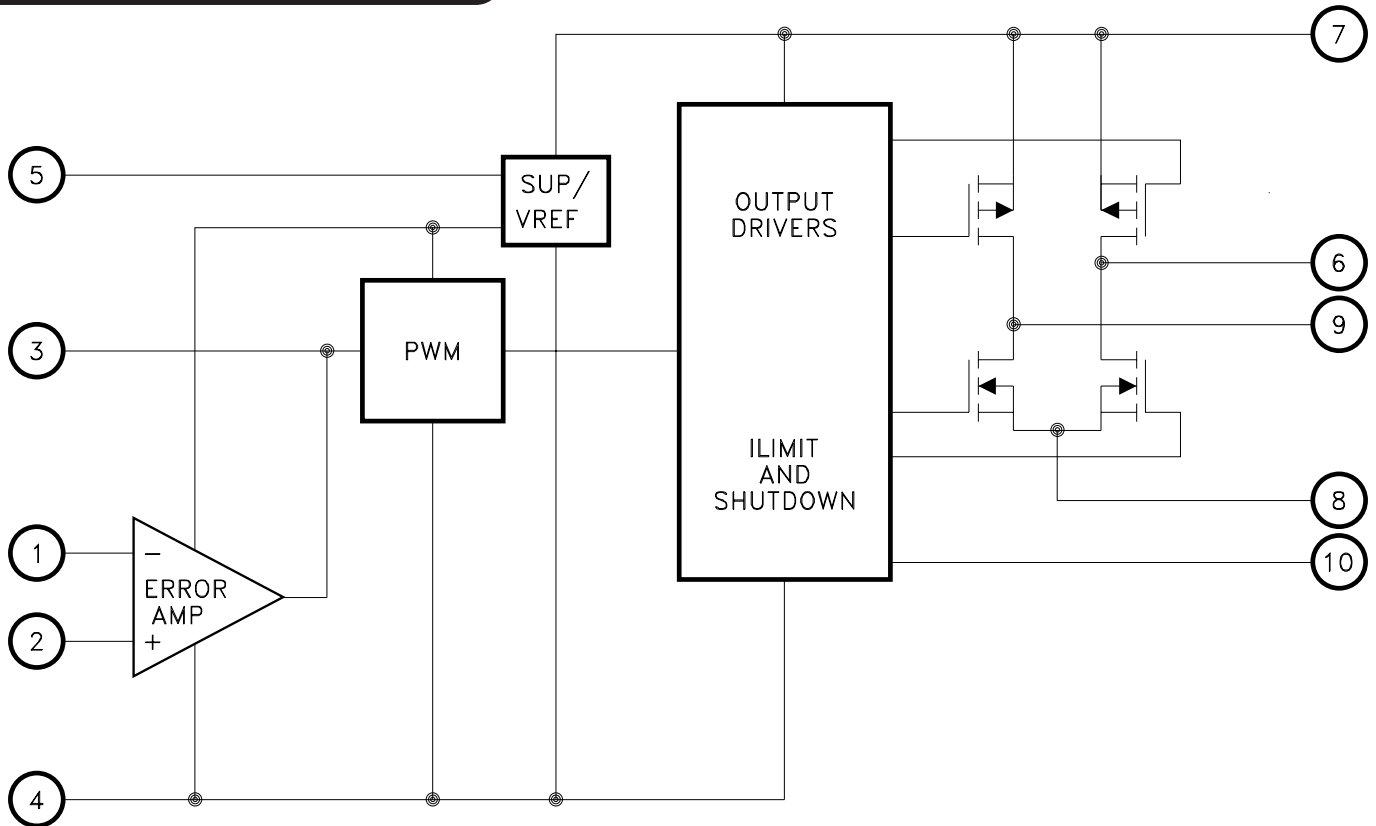 7
5
SUP/
VREF
OUTPUT
DRIVERS
6
9
3
PWM
ILIMIT
AND
SHUTDOWN
8
1
−
ERROR
AMP
+
2
10
4